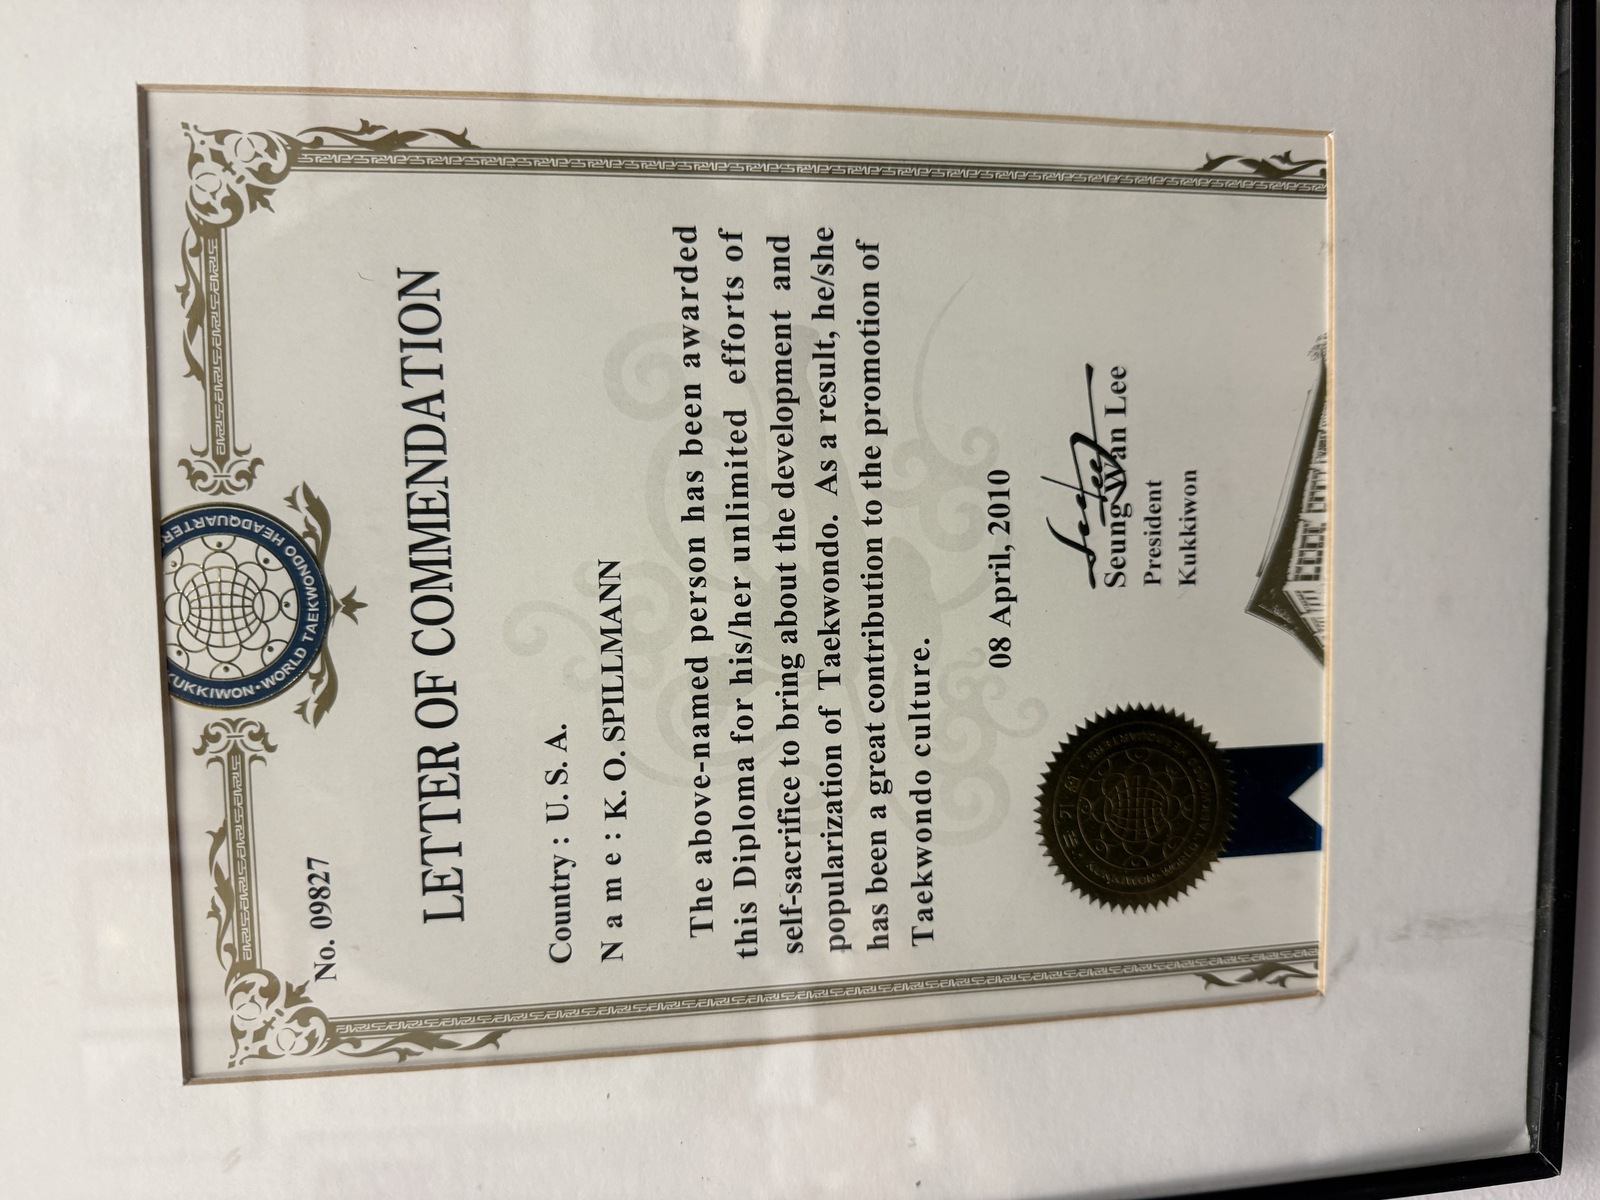 KUKKIWON · WORLD TAEKWONDO HEADQUARTERS
No. 09827
LETTER OF COMMENDATION
Country : U. S. A.
N a m e : K. O. SPILLMANN
The above-named person has been awarded
this Diploma for his/her unlimited efforts of
self-sacrifice to bring about the development and
popularization of Taekwondo. As a result, he/she
has been a great contribution to the promotion of
Taekwondo culture.
08 April, 2010
Seung Wan Lee
President
Kukkiwon